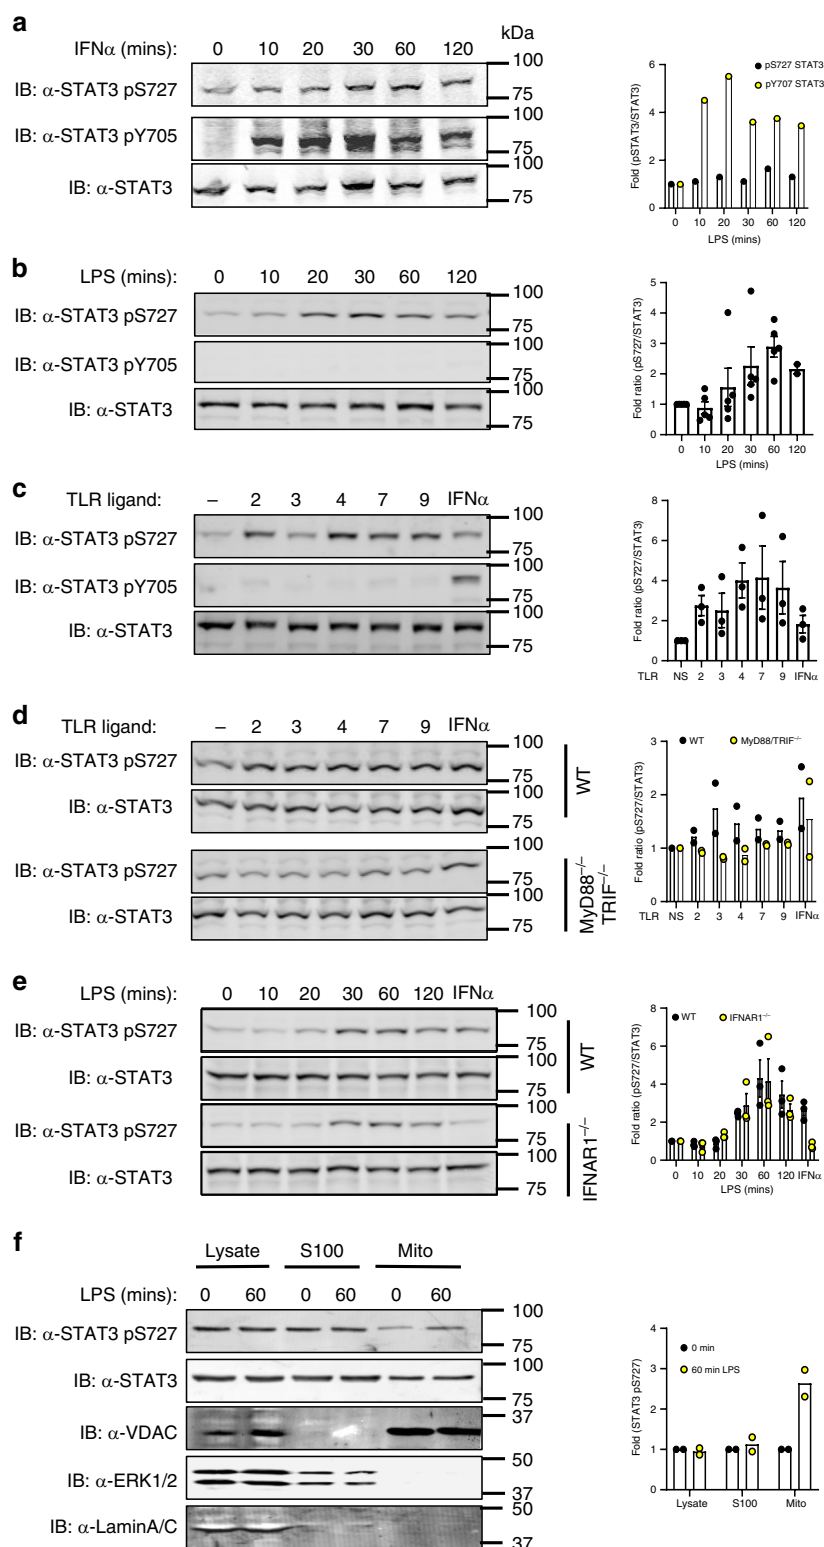 a
IFNα (mins): 0 10 20 30 60 120 kDa
IB: α-STAT3 pS727 100 75
IB: α-STAT3 pY705 100 75
IB: α-STAT3 100 75
Fold (pSTAT3/STAT3)
6
4
2
0
pS727 STAT3
pY707 STAT3
0 10 20 30 60 120
LPS (mins)
b
LPS (mins): 0 10 20 30 60 120
IB: α-STAT3 pS727 100 75
IB: α-STAT3 pY705 100 75
IB: α-STAT3 100 75
Fold ratio (pS727/STAT3)
5
4
3
2
1
0
0 10 20 30 60 120
LPS (mins)
c
TLR ligand: – 2 3 4 7 9 IFNα
IB: α-STAT3 pS727 100 75
IB: α-STAT3 pY705 100 75
IB: α-STAT3 100 75
Fold ratio (pS727/STAT3)
8
6
4
2
0
TLR NS 2 3 4 7 9 IFNα
d
TLR ligand: – 2 3 4 7 9 IFNα
IB: α-STAT3 pS727 100 75
IB: α-STAT3 100 75
WT
IB: α-STAT3 pS727 100 75
IB: α-STAT3 100 75
MyD88–/–
TRIF–/–
Fold ratio (pS727/STAT3)
3
2
1
0
WT MyD88/TRIF–/–
TLR NS 2 3 4 7 9 IFNα
e
LPS (mins): 0 10 20 30 60 120 IFNα
IB: α-STAT3 pS727 100 75
IB: α-STAT3 100 75
WT
IB: α-STAT3 pS727 100 75
IB: α-STAT3 100 75
IFNAR1–/–
Fold ratio (pS727/STAT3)
8
6
4
2
0
WT IFNAR1–/–
0 10 20 30 60 120 IFNα
LPS (mins)
f
Lysate S100 Mito
LPS (mins): 0 60 0 60 0 60
IB: α-STAT3 pS727 100 75
IB: α-STAT3 100 75
IB: α-VDAC 37
IB: α-ERK1/2 50 37
IB: α-LaminA/C 50 37
Fold (STAT3 pS727)
4
3
2
1
0
0 min
60 min LPS
Lysate S100 Mito